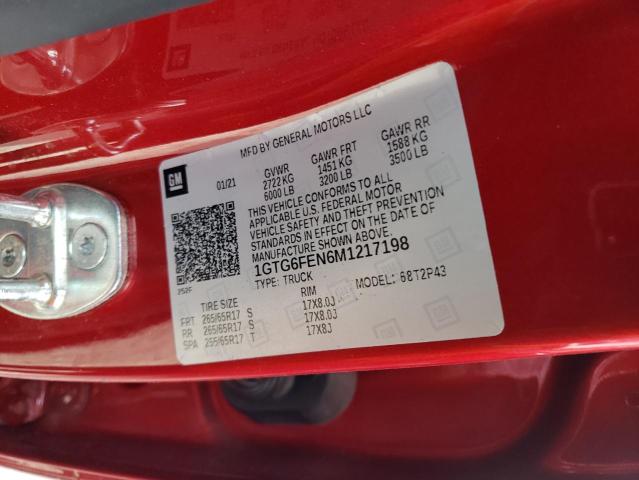 MFD BY GENERAL MOTORS LLC
GM
01/21
GVWR
2722 KG
6000 LB
GAWR FRT
1451 KG
3200 LB
GAWR RR
1588 KG
3500 LB
THIS VEHICLE CONFORMS TO ALL
APPLICABLE U.S. FEDERAL MOTOR
VEHICLE SAFETY AND THEFT PREVENTION
STANDARDS IN EFFECT ON THE DATE OF
MANUFACTURE SHOWN ABOVE.
1GTG6FEN6M1217198
TYPE: TRUCK
MODEL: 68T2P43
252F
TIRE SIZE RIM
FRT 265/65R17 S 17X8.0J
RR 265/65R17 S 17X8.0J
SPA 255/65R17 T 17X8J